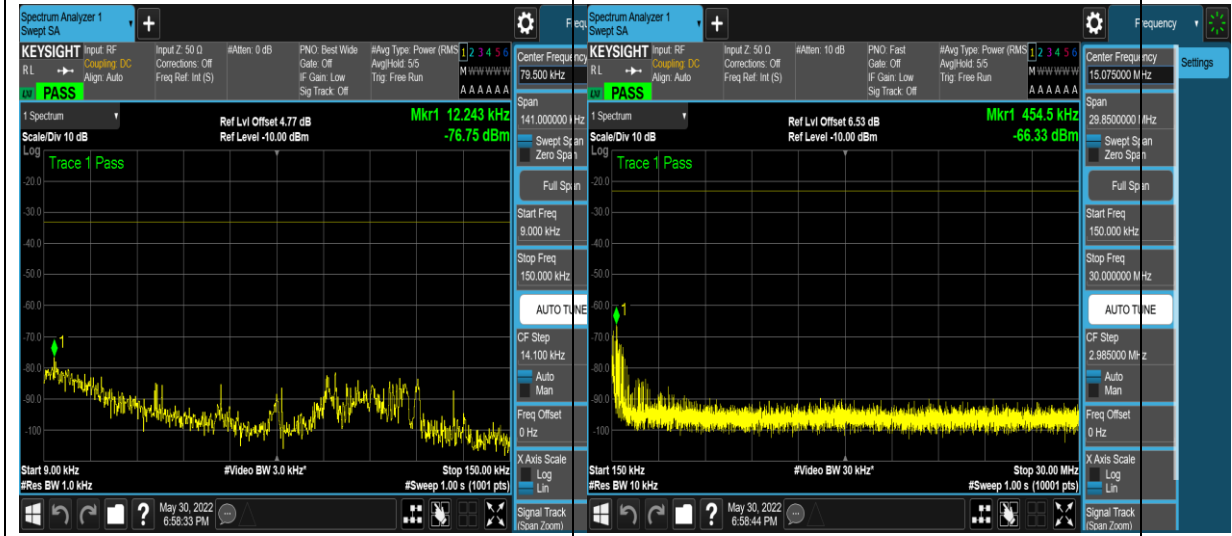 Spectrum Analyzer 1
Swept SA
+
KEYSIGHT
RL
Input: RF
Coupling: DC
Align: Auto
Input Z: 50 Ω
Corrections: Off
Freq Ref: Int (S)
#Atten: 0 dB
PNO: Best Wide
Gate: Off
IF Gain: Low
Sig Track: Off
#Avg Type: Power (RMS
Avg|Hold: 5/5
Trig: Free Run
1 2 3 4 5 6
M W W W W W
A A A A A A
PASS
1 Spectrum
Scale/Div 10 dB
Log
Ref Lvl Offset 4.77 dB
Ref Level -10.00 dBm
Mkr1 12.243 kHz
-76.75 dBm
Trace 1 Pass
-20.0
-30.0
-40.0
-50.0
-60.0
-70.0
-80.0
-90.0
-100
1
Start 9.00 kHz
#Res BW 1.0 kHz
#Video BW 3.0 kHz*
Stop 150.00 kHz
#Sweep 1.00 s (1001 pts)
?
May 30, 2022
6:58:33 PM
Frequ
Center Frequency
79.500 kHz
Span
141.000000 kHz
Swept Span
Zero Span
Full Span
Start Freq
9.000 kHz
Stop Freq
150.000 kHz
AUTO TUNE
CF Step
14.100 kHz
Auto
Man
Freq Offset
0 Hz
X Axis Scale
Log
Lin
Signal Track
(Span Zoom)
Spectrum Analyzer 1
Swept SA
+
KEYSIGHT
RL
Input: RF
Coupling: DC
Align: Auto
Input Z: 50 Ω
Corrections: Off
Freq Ref: Int (S)
#Atten: 10 dB
PNO: Fast
Gate: Off
IF Gain: Low
Sig Track: Off
#Avg Type: Power (RMS
Avg|Hold: 5/5
Trig: Free Run
1 2 3 4 5 6
M W W W W W
A A A A A A
PASS
1 Spectrum
Scale/Div 10 dB
Log
Ref Lvl Offset 6.53 dB
Ref Level -10.00 dBm
Mkr1 454.5 kHz
-66.33 dBm
Trace 1 Pass
-20.0
-30.0
-40.0
-50.0
-60.0
-70.0
-80.0
-90.0
-100
1
Start 150 kHz
#Res BW 10 kHz
#Video BW 30 kHz*
Stop 30.00 MHz
#Sweep 1.00 s (10001 pts)
?
May 30, 2022
6:58:44 PM
Frequency
Settings
Center Frequency
15.075000 MHz
Span
29.8500000 MHz
Swept Span
Zero Span
Full Span
Start Freq
150.000 kHz
Stop Freq
30.000000 MHz
AUTO TUNE
CF Step
2.985000 MHz
Auto
Man
Freq Offset
0 Hz
X Axis Scale
Log
Lin
Signal Track
(Span Zoom)